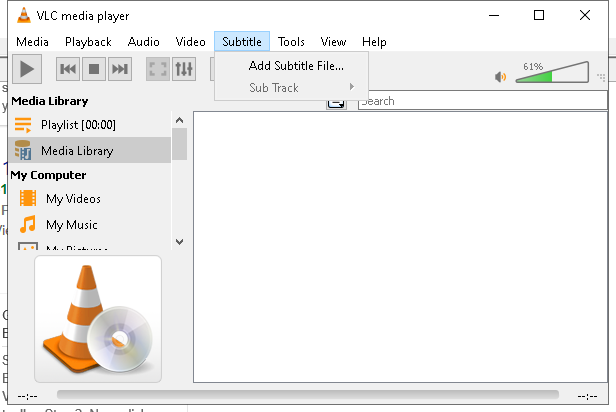 VLC media player
Media Playback Audio Video Subtitle Tools View Help
Add Subtitle File...
Sub Track
61%
Media Library
Search
Playlist [00:00]
Media Library
My Computer
My Videos
My Music
My Pictures
--:-- --:--